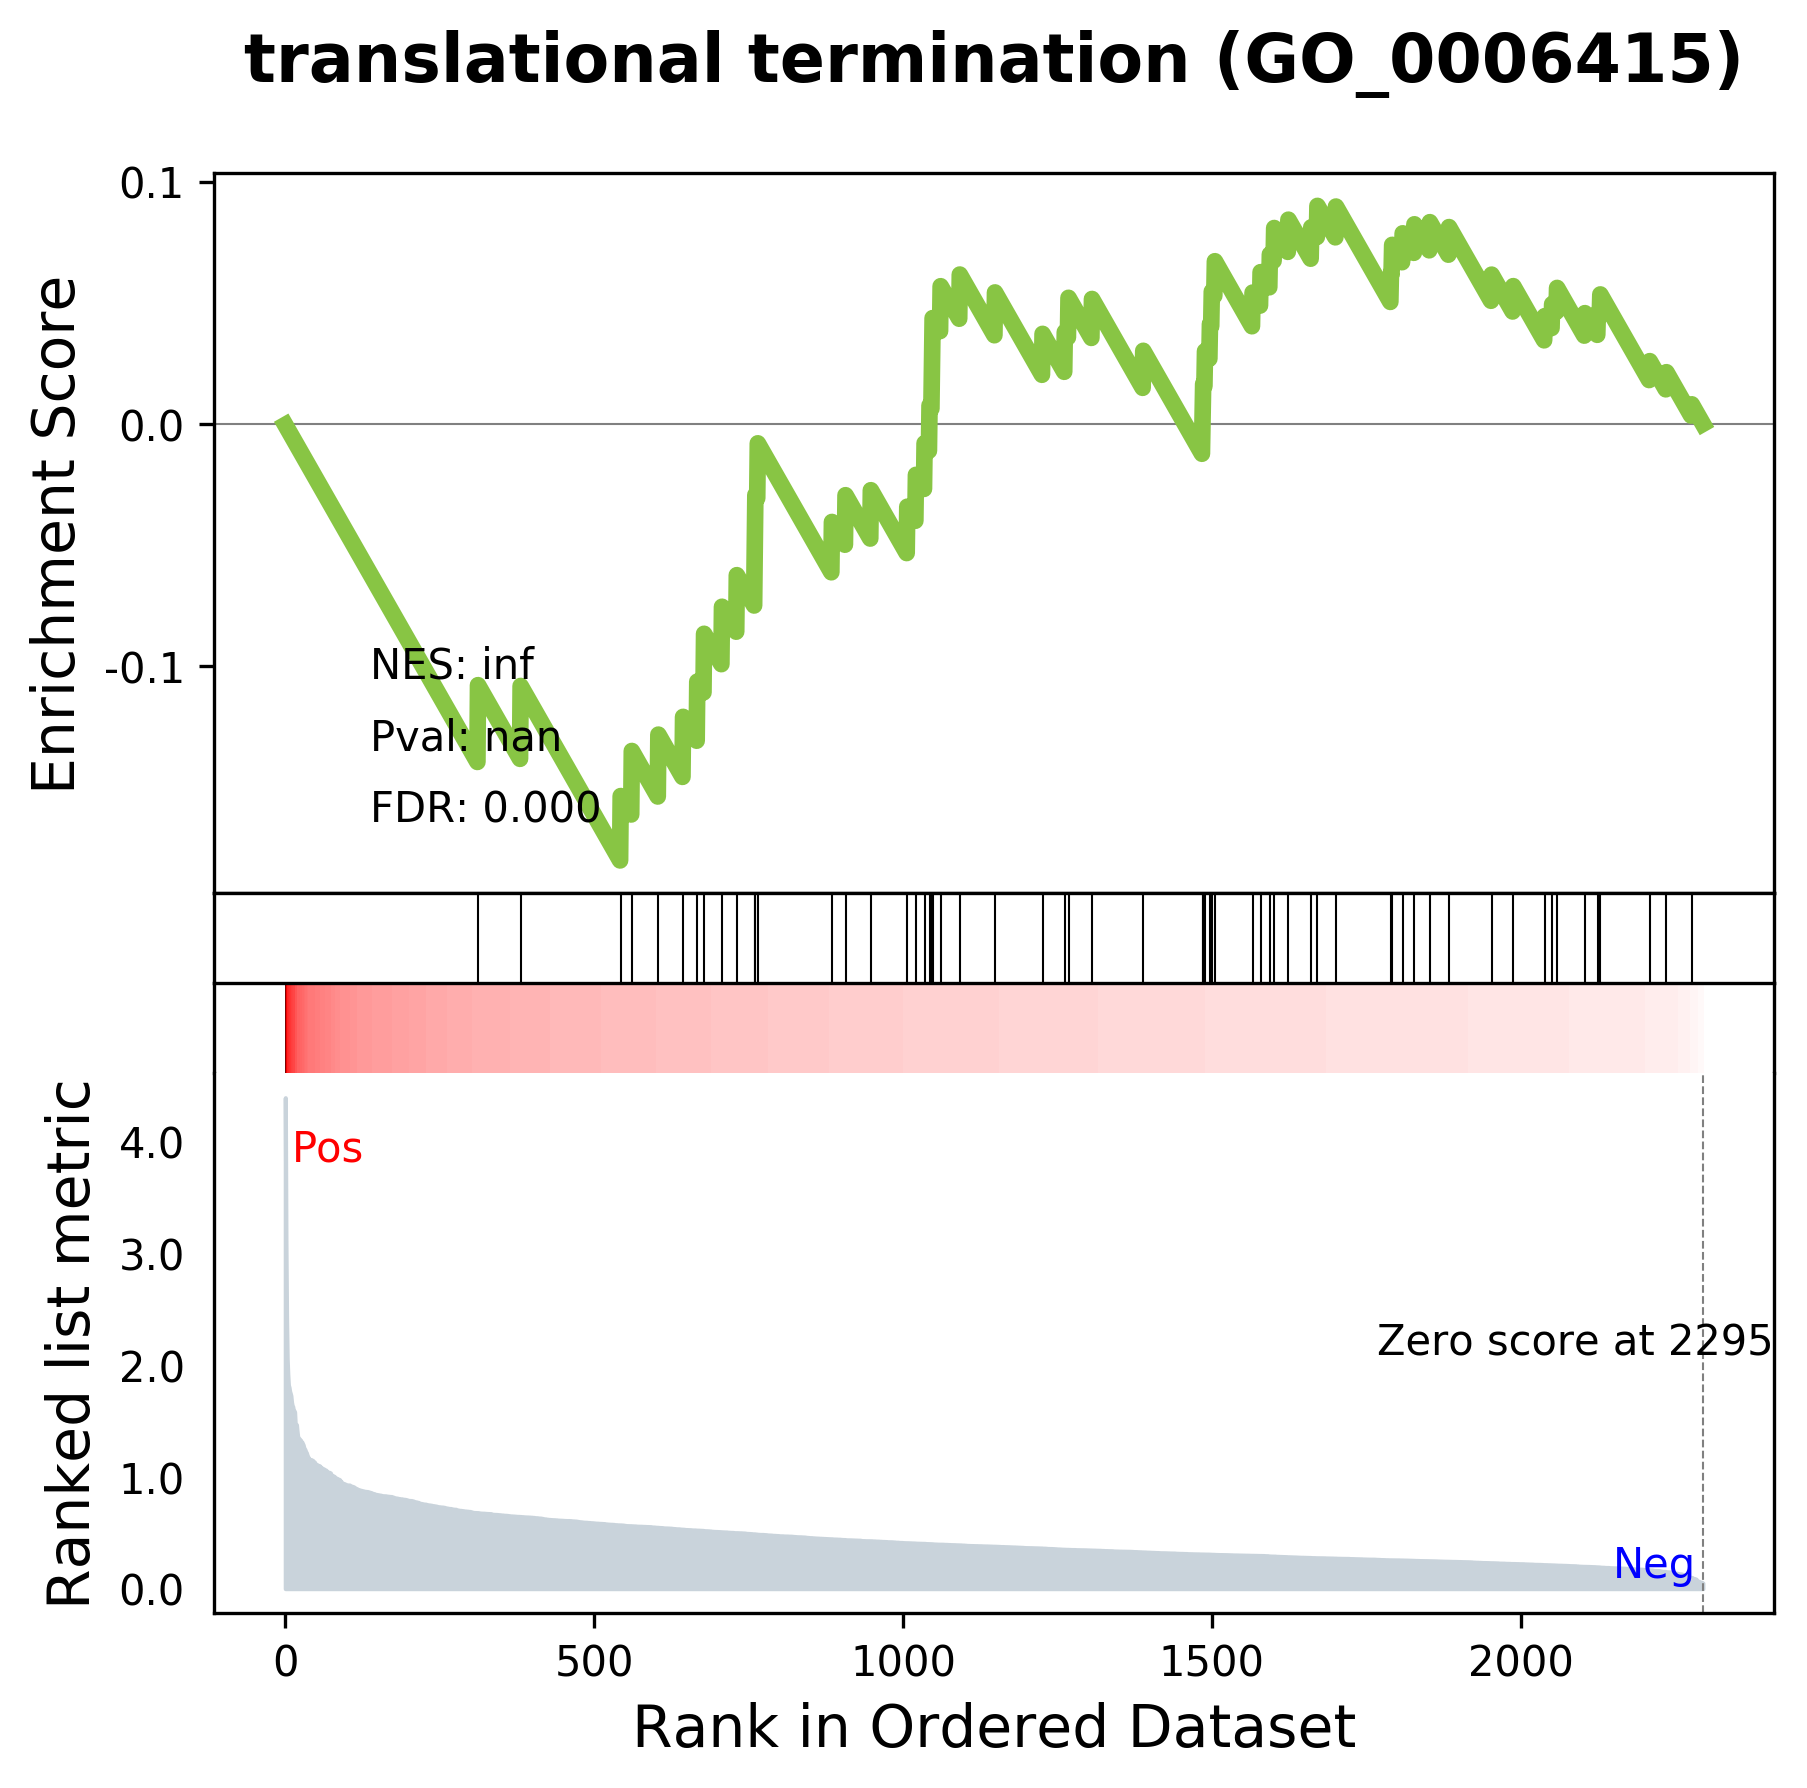 translational termination (GO_0006415)
Enrichment Score
0.1
0.0
-0.1
NES: inf
Pval: nan
FDR: 0.000
Ranked list metric
4.0
3.0
2.0
1.0
0.0
Pos
Zero score at 2295
Neg
0 500 1000 1500 2000
Rank in Ordered Dataset